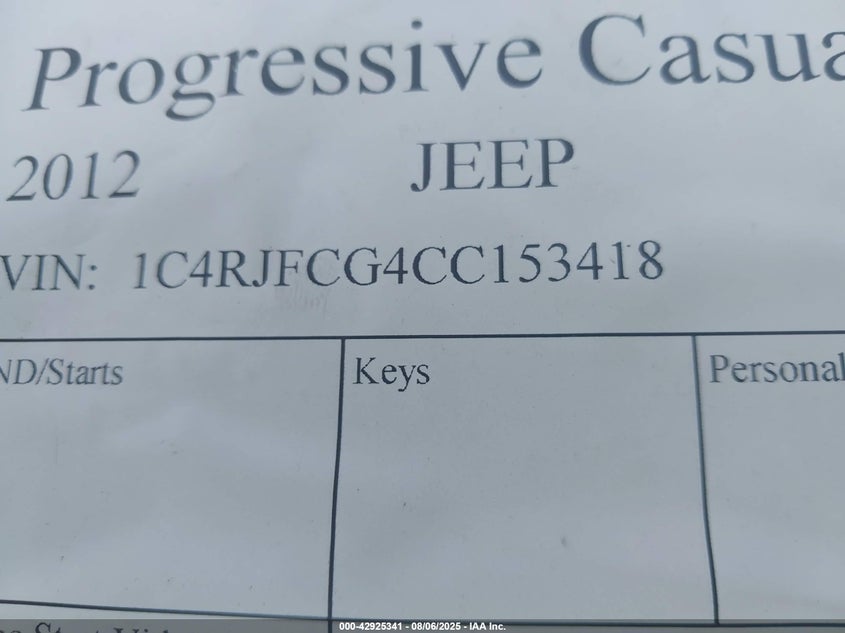 Progressive Casua
2012 JEEP
VIN: 1C4RJFCG4CC153418
ND/Starts Keys Personal
000-42925341 - 08/06/2025 - IAA Inc.